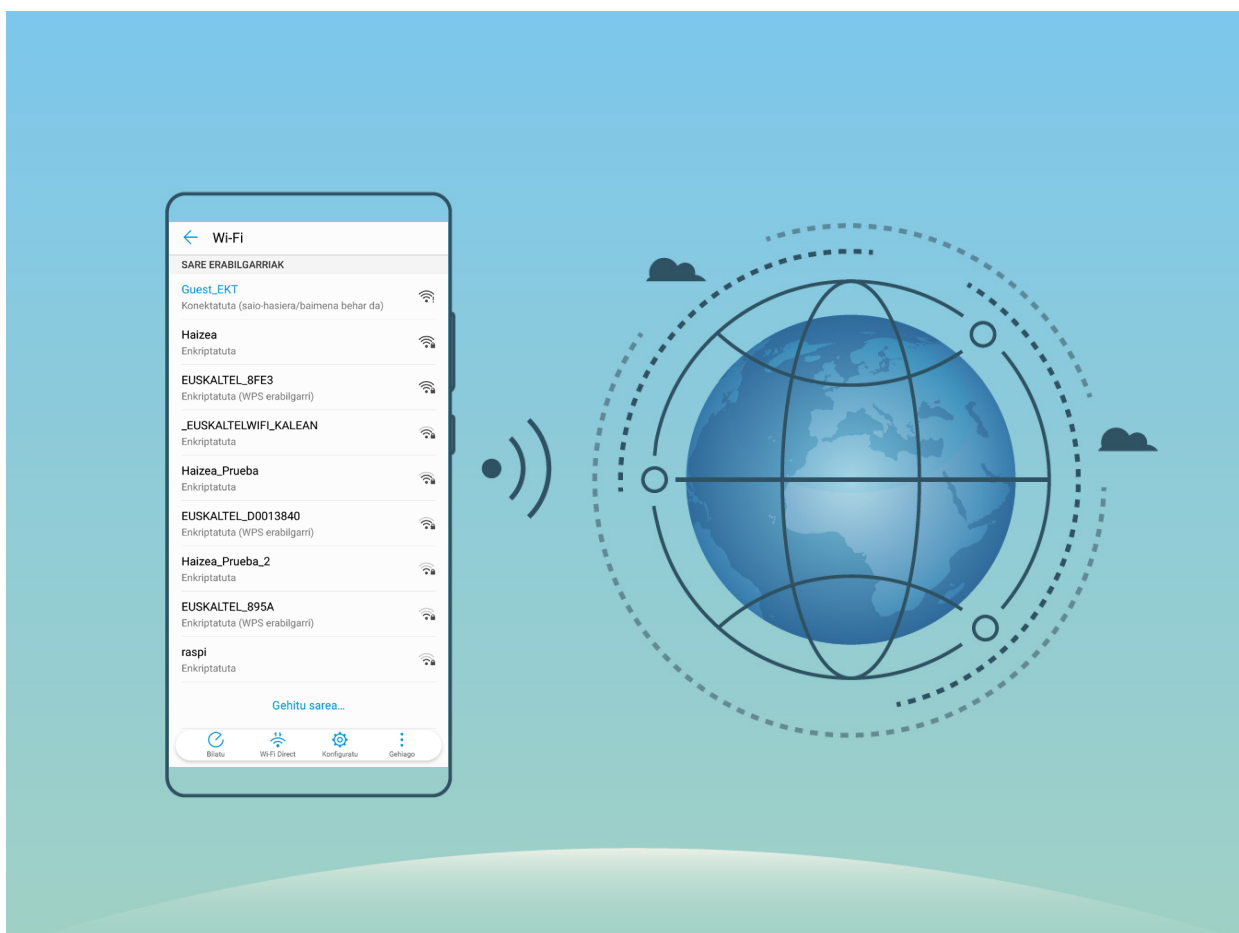 Wi-Fi
SARE ERABILGARRIAK
Guest_EKT
Konektatuta (saio-hasiera/baimena behar da)
Haizea
Enkriptatuta
EUSKALTEL_8FE3
Enkriptatuta (WPS erabilgarri)
_EUSKALTELWIFI_KALEAN
Enkriptatuta
Haizea_Prueba
Enkriptatuta
EUSKALTEL_D0013840
Enkriptatuta (WPS erabilgarri)
Haizea_Prueba_2
Enkriptatuta
EUSKALTEL_895A
Enkriptatuta (WPS erabilgarri)
raspi
Enkriptatuta
Gehitu sarea...
Bilatu Wi-Fi Direct Konfiguratu Gehiago